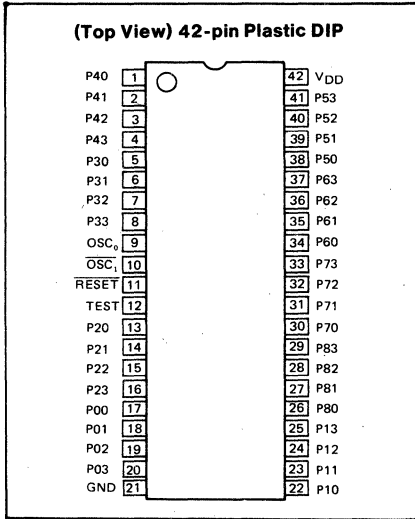 (Top View) 42-pin Plastic DIP
P40 1 42 VDD
P41 2 41 P53
P42 3 40 P52
P43 4 39 P51
P30 5 38 P50
P31 6 37 P63
P32 7 36 P62
P33 8 35 P61
OSC₀ 9 34 P60
O̅S̅C̅₁̅ 10 33 P73
R̅E̅S̅E̅T̅ 11 32 P72
TEST 12 31 P71
P20 13 30 P70
P21 14 29 P83
P22 15 28 P82
P23 16 27 P81
P00 17 26 P80
P01 18 25 P13
P02 19 24 P12
P03 20 23 P11
GND 21 22 P10